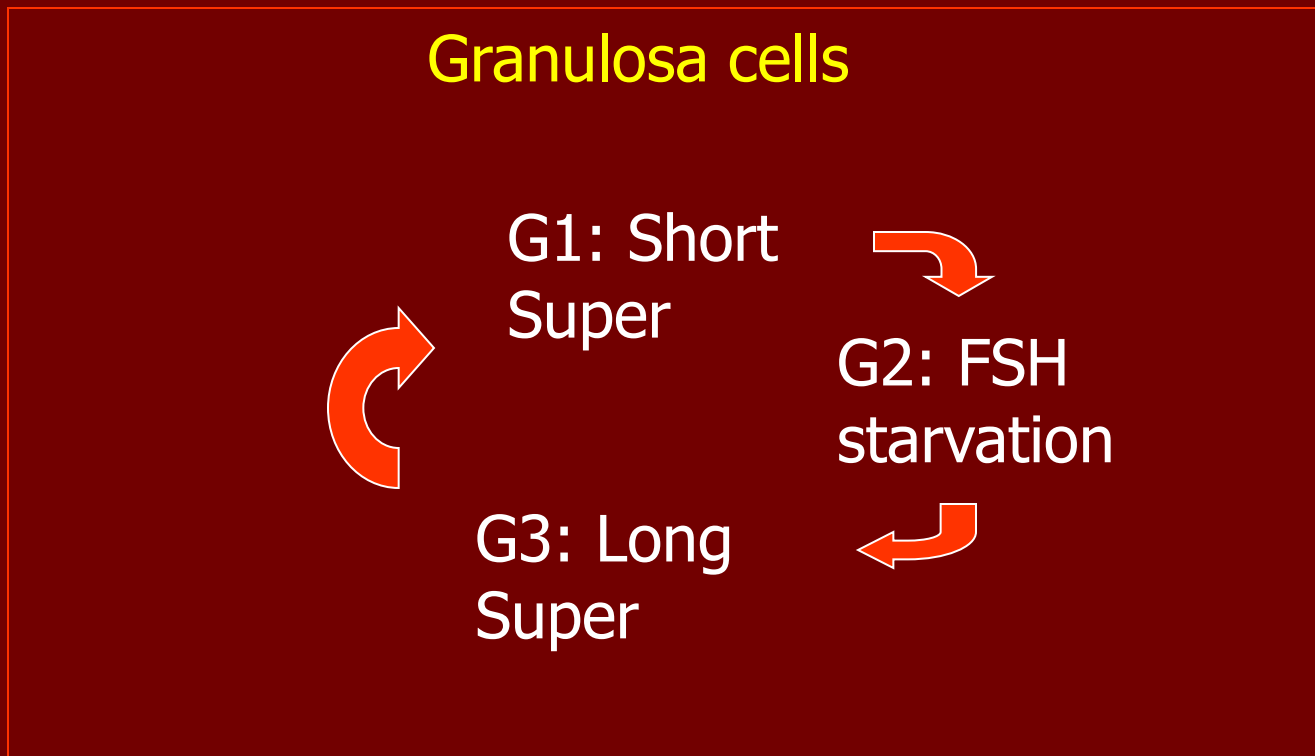 Granulosa cells
G1: Short
Super
G2: FSH
starvation
G3: Long
Super